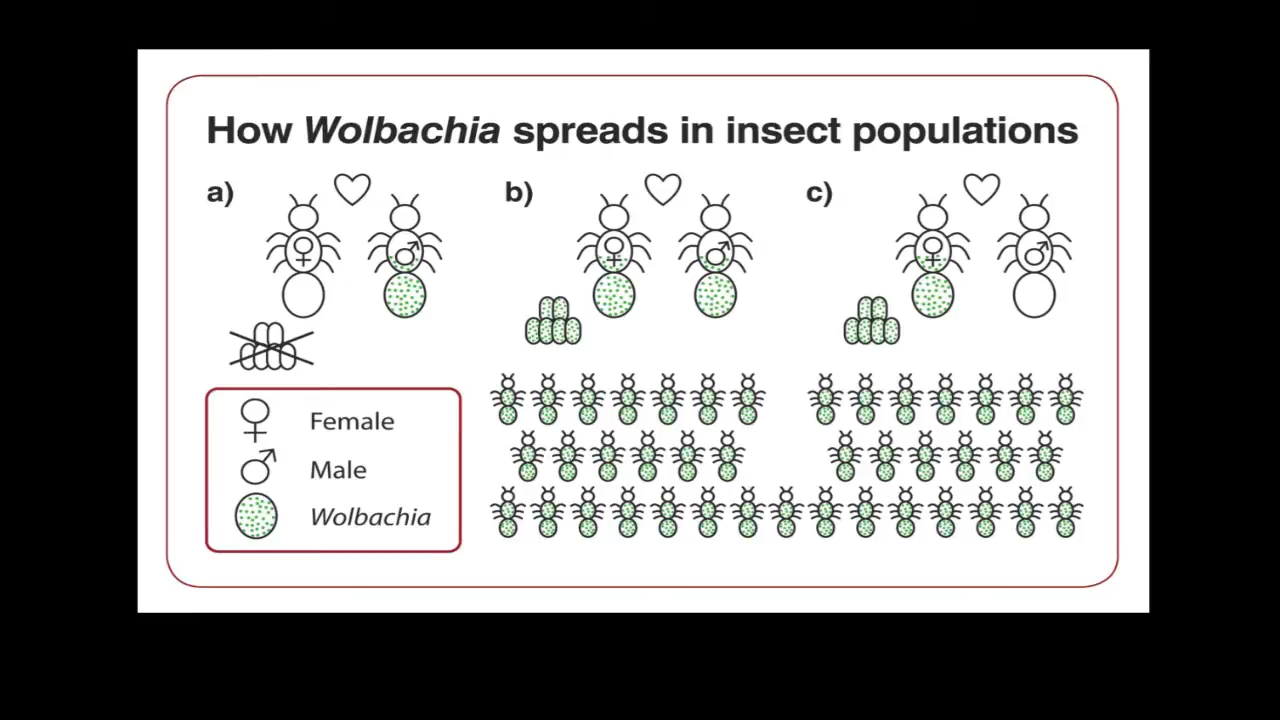 How Wolbachia spreads in insect populations
a)
b)
c)
Female
Male
Wolbachia